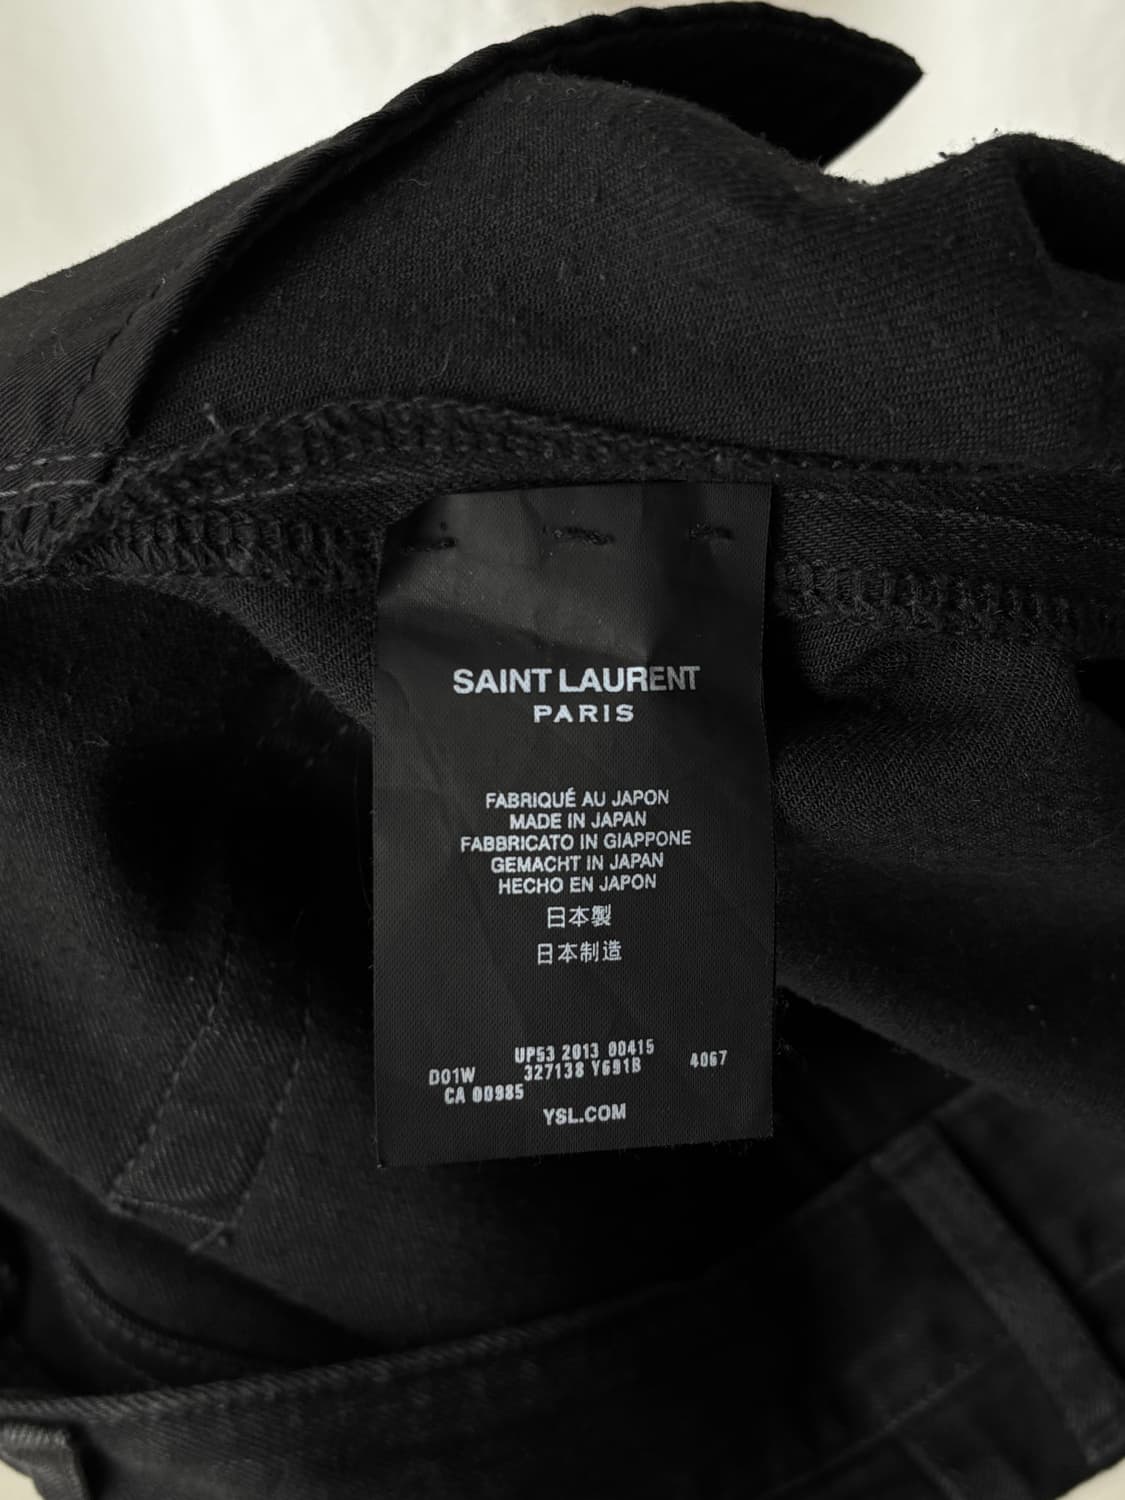 SAINT LAURENT
PARIS
FABRIQUÉ AU JAPON
MADE IN JAPAN
FABBRICATO IN GIAPPONE
GEMACHT IN JAPAN
HECHO EN JAPON
日本製
日本制造
UP53 2013 00415
D01W 327138 Y691B 4067
CA 00985
YSL.COM